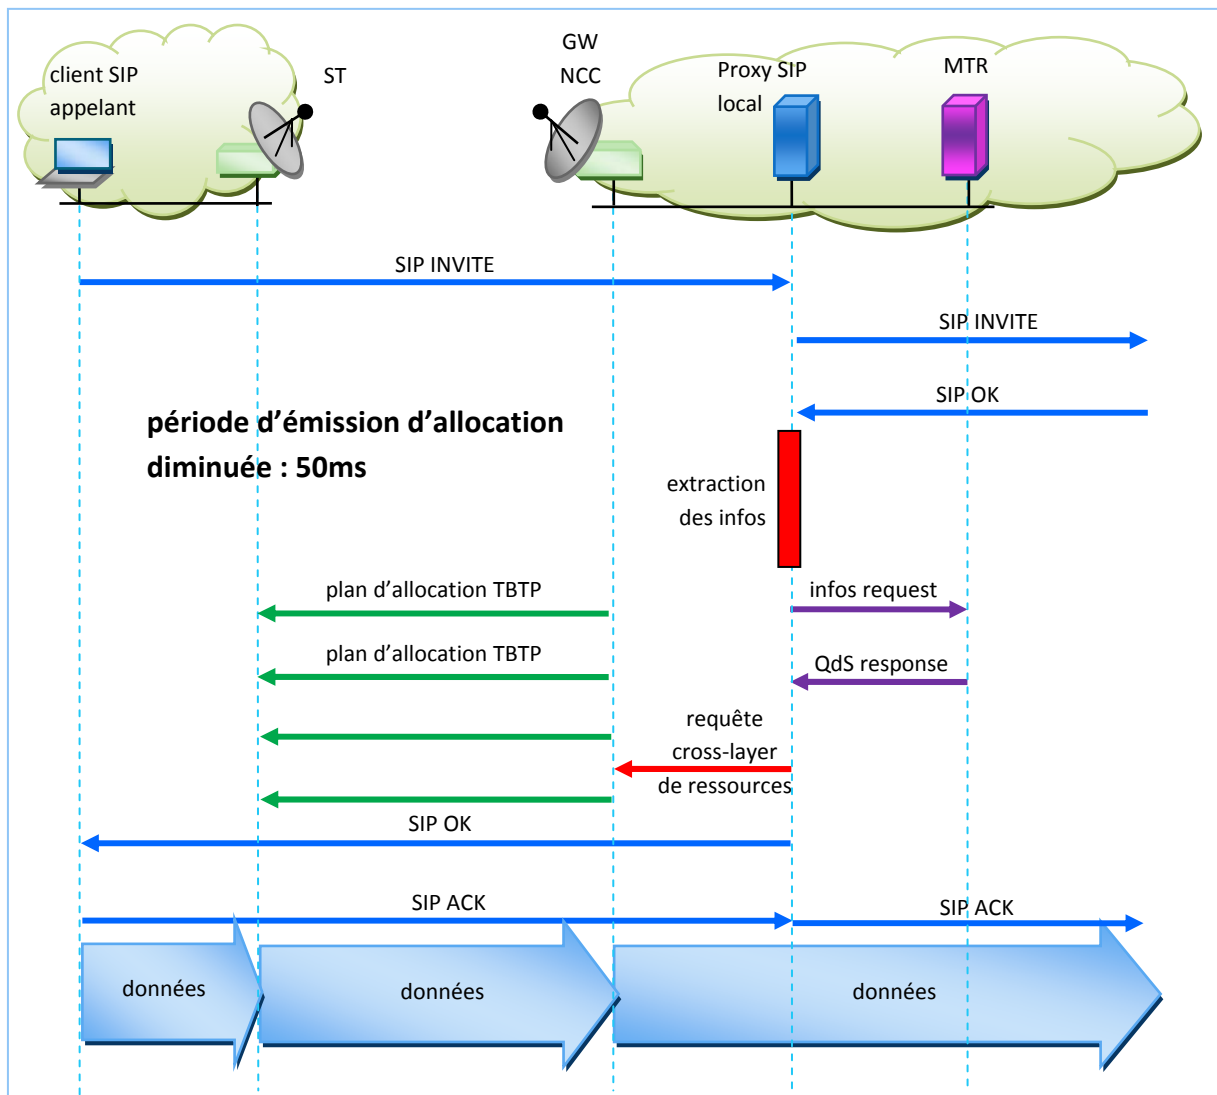 client SIP
appelant
ST
GW
NCC
Proxy SIP
local
MTR
SIP INVITE
SIP INVITE
SIP OK
période d’émission d’allocation
diminuée : 50ms
extraction
des infos
plan d’allocation TBTP
infos request
plan d’allocation TBTP
QdS response
requête
cross-layer
de ressources
SIP OK
SIP ACK
SIP ACK
données
données
données